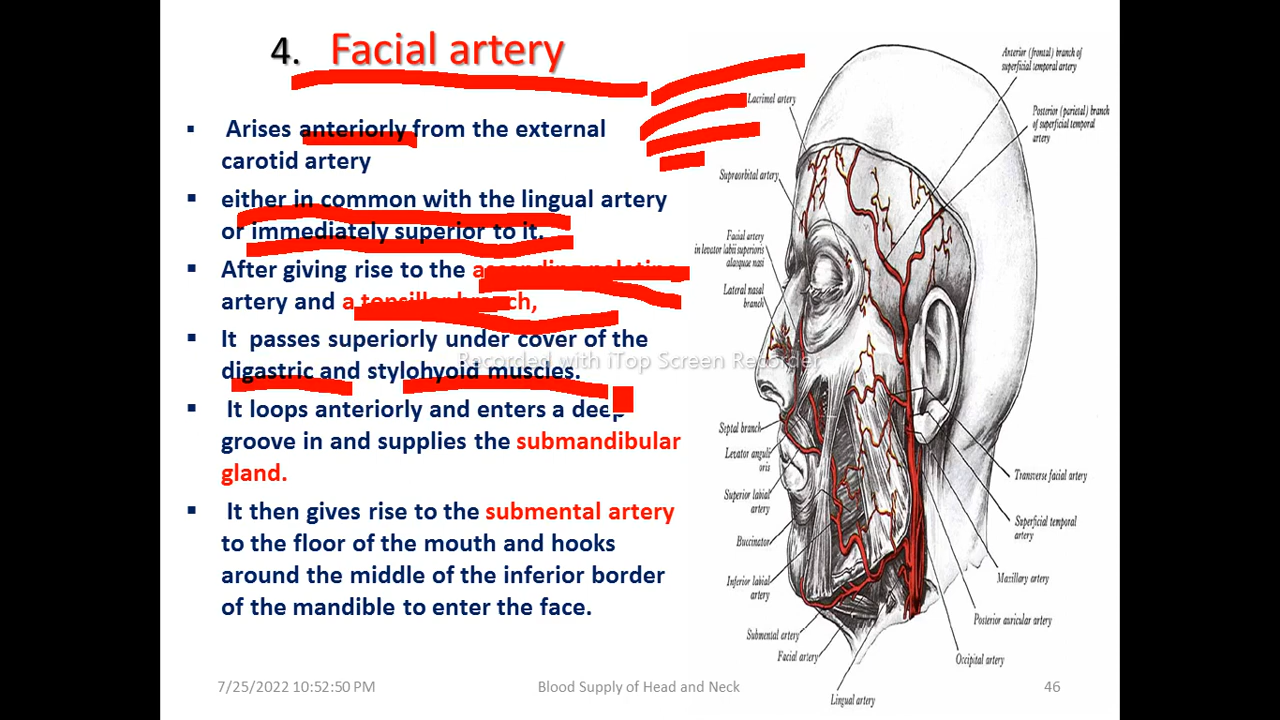 4. Facial artery
▪ Arises anteriorly from the external
carotid artery
▪ either in common with the lingual artery
or immediately superior to it.
▪ After giving rise to the ascending palatine
artery and a tonsillar branch,
▪ It passes superiorly under cover of the
digastric and stylohyoid muscles.
▪ It loops anteriorly and enters a deep
groove in and supplies the submandibular
gland.
▪ It then gives rise to the submental artery
to the floor of the mouth and hooks
around the middle of the inferior border
of the mandible to enter the face.
Recorded with iTop Screen Recorder
Anterior (frontal) branch of
superficial temporal artery
Lacrimal artery
Posterior (parietal) branch
of superficial temporal
artery
Supraorbital artery
Facial artery
in levator labii superioris
alaequae nasi
Lateral nasal
branch
Septal branch
Levator anguli
oris
Superior labial
artery
Buccinator
Inferior labial
artery
Submental artery
Facial artery
Lingual artery
Transverse facial artery
Superficial temporal
artery
Maxillary artery
Posterior auricular artery
Occipital artery
7/25/2022 10:52:50 PM
Blood Supply of Head and Neck
46